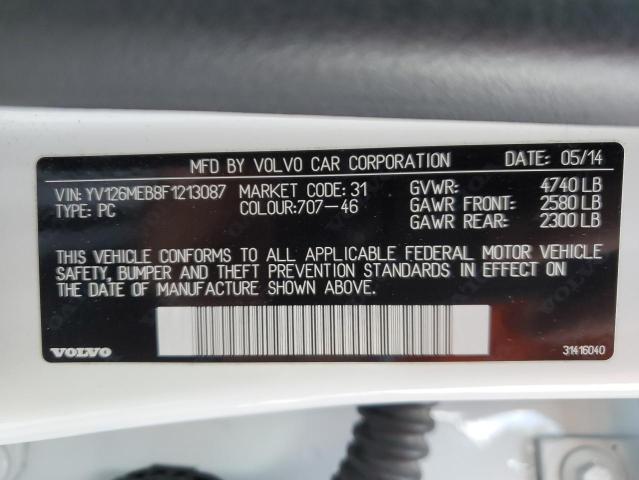 MFD BY VOLVO CAR CORPORATION DATE: 05/14
VIN: YV126MEB8F1213087 MARKET CODE: 31 GVWR: 4740 LB
TYPE: PC COLOUR:707-46 GAWR FRONT: 2580 LB
GAWR REAR: 2300 LB
THIS VEHICLE CONFORMS TO ALL APPLICABLE FEDERAL MOTOR VEHICLE
SAFETY, BUMPER AND THEFT PREVENTION STANDARDS IN EFFECT ON
THE DATE OF MANUFACTURE SHOWN ABOVE.
VOLVO 31416040